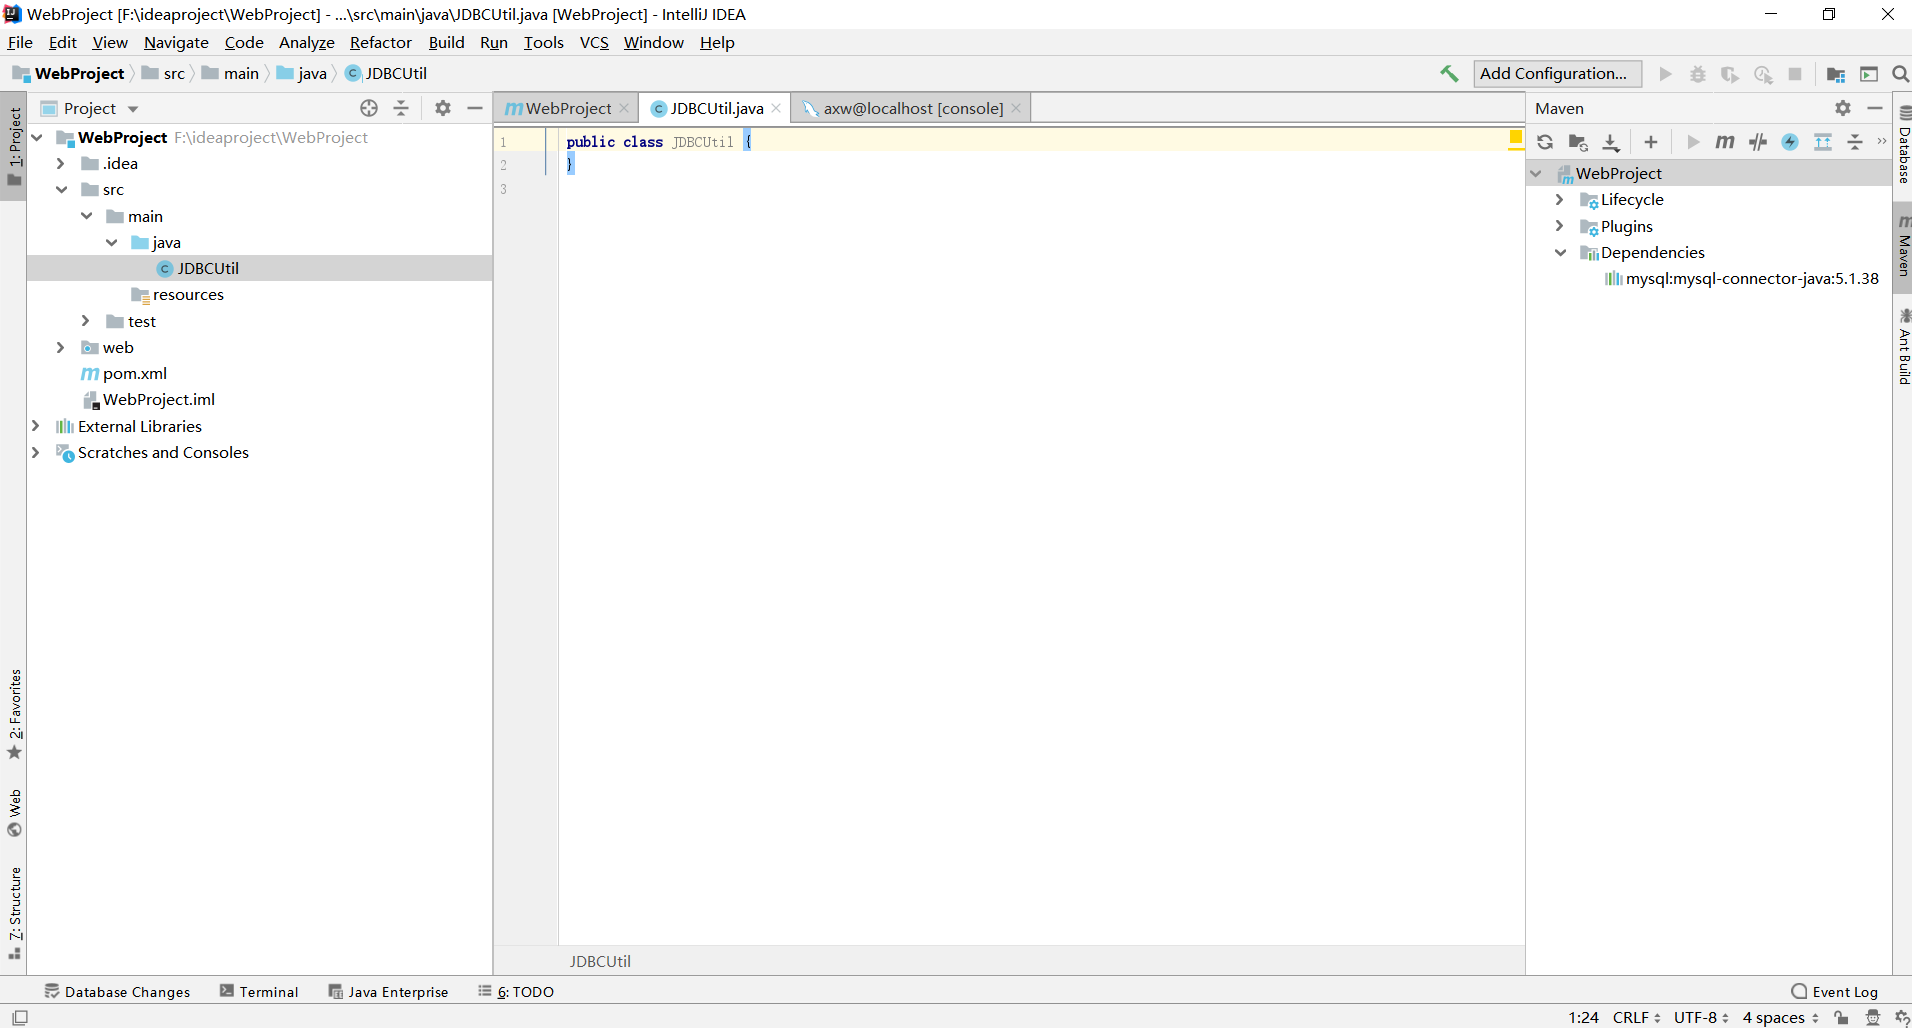 WebProject [F:\ideaproject\WebProject] - ...\src\main\java\JDBCUtil.java [WebProject] - IntelliJ IDEA
File Edit View Navigate Code Analyze Refactor Build Run Tools VCS Window Help
WebProject src main java JDBCUtil
Add Configuration...
1: Project
2: Favorites
Web
7: Structure
Project
WebProject F:\ideaproject\WebProject
.idea
src
main
java
JDBCUtil
resources
test
web
pom.xml
WebProject.iml
External Libraries
Scratches and Consoles
WebProject JDBCUtil.java axw@localhost [console]
1 public class JDBCUtil {
2 }
3
JDBCUtil
Maven
WebProject
Lifecycle
Plugins
Dependencies
mysql:mysql-connector-java:5.1.38
Database
Maven
Ant Build
Database Changes Terminal Java Enterprise 6: TODO Event Log
1:24 CRLF UTF-8 4 spaces